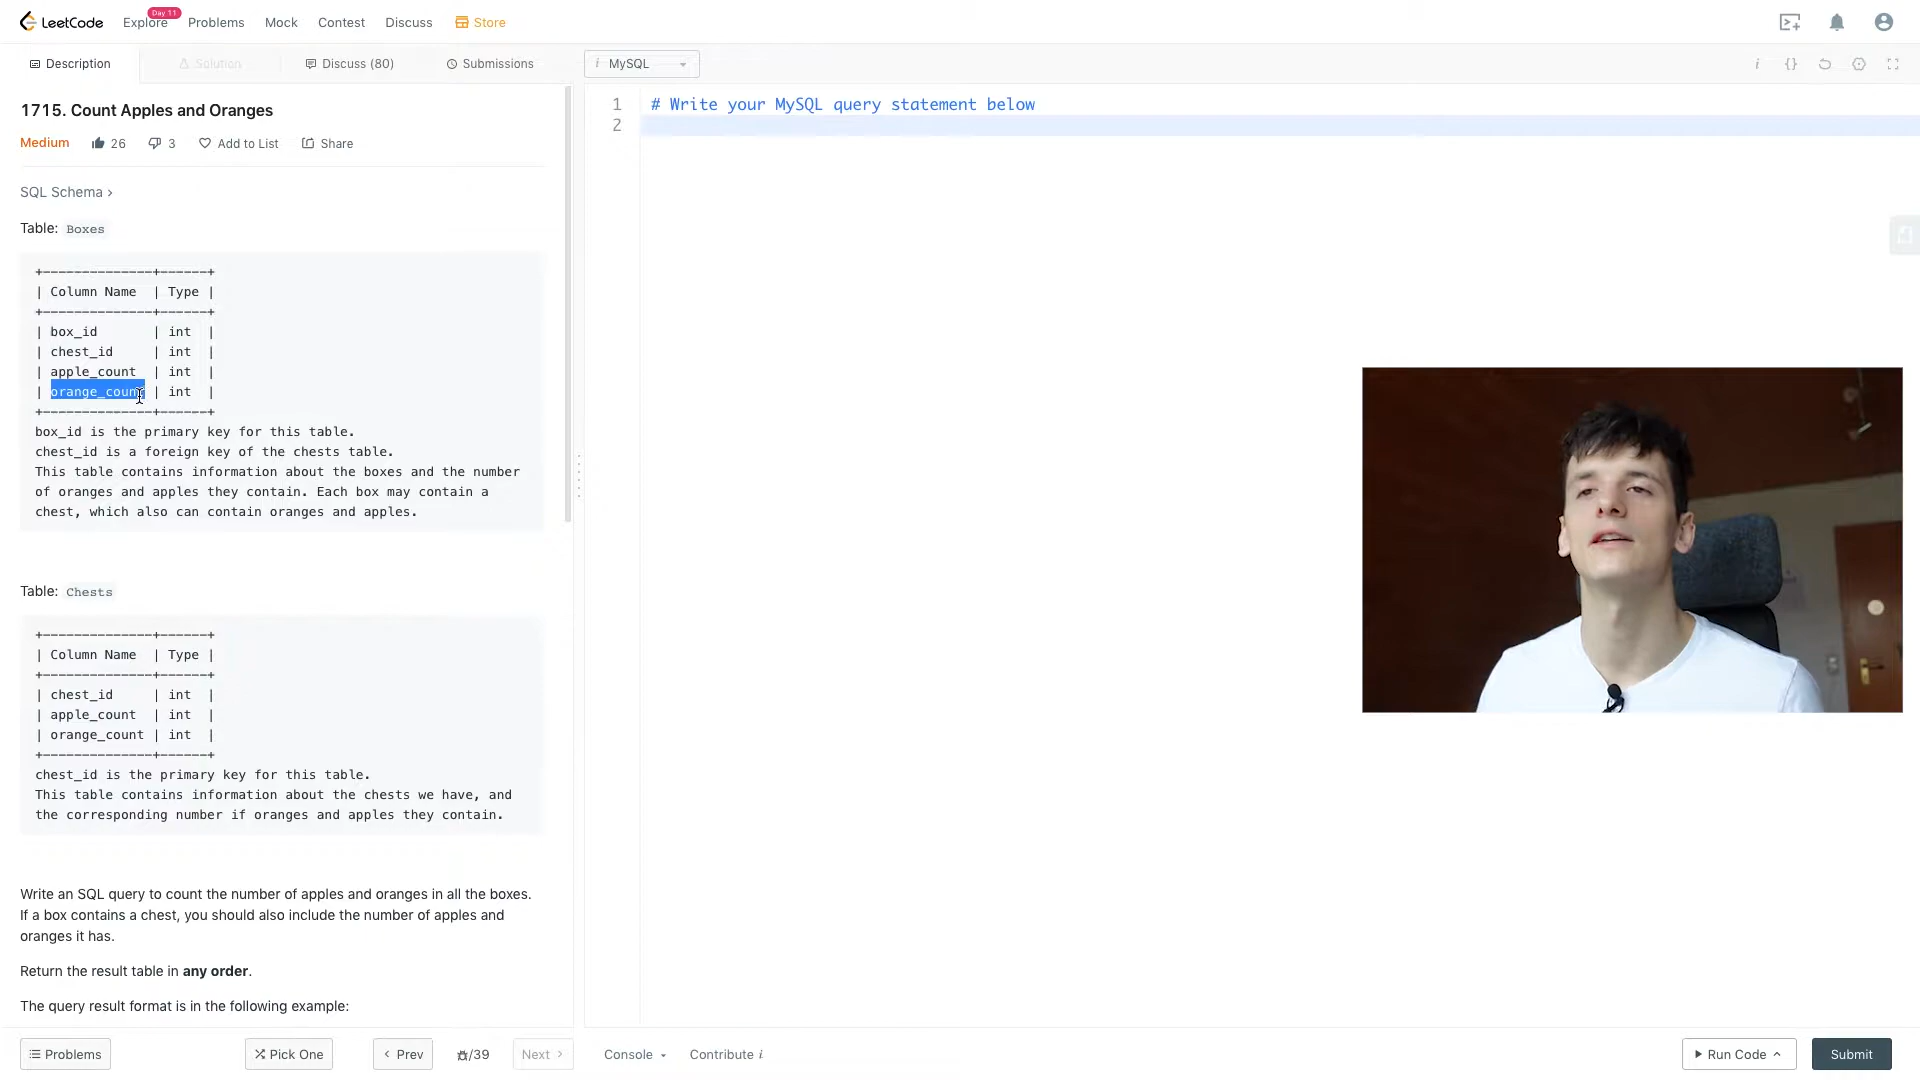 LeetCode Explore Day 11 Problems Mock Contest Discuss Store
Description Solution Discuss (80) Submissions i MySQL
1715. Count Apples and Oranges
Medium 26 3 Add to List Share
SQL Schema >
Table: Boxes
+--------------+------+
| Column Name | Type |
+--------------+------+
| box_id | int |
| chest_id | int |
| apple_count | int |
| orange_count | int |
+--------------+------+
box_id is the primary key for this table.
chest_id is a foreign key of the chests table.
This table contains information about the boxes and the number
of oranges and apples they contain. Each box may contain a
chest, which also can contain oranges and apples.
Table: Chests
+--------------+------+
| Column Name | Type |
+--------------+------+
| chest_id | int |
| apple_count | int |
| orange_count | int |
+--------------+------+
chest_id is the primary key for this table.
This table contains information about the chests we have, and
the corresponding number if oranges and apples they contain.
Write an SQL query to count the number of apples and oranges in all the boxes.
If a box contains a chest, you should also include the number of apples and
oranges it has.
Return the result table in any order.
The query result format is in the following example:
1 # Write your MySQL query statement below
2
Problems Pick One < Prev /39 Next > Console Contribute i Run Code Submit